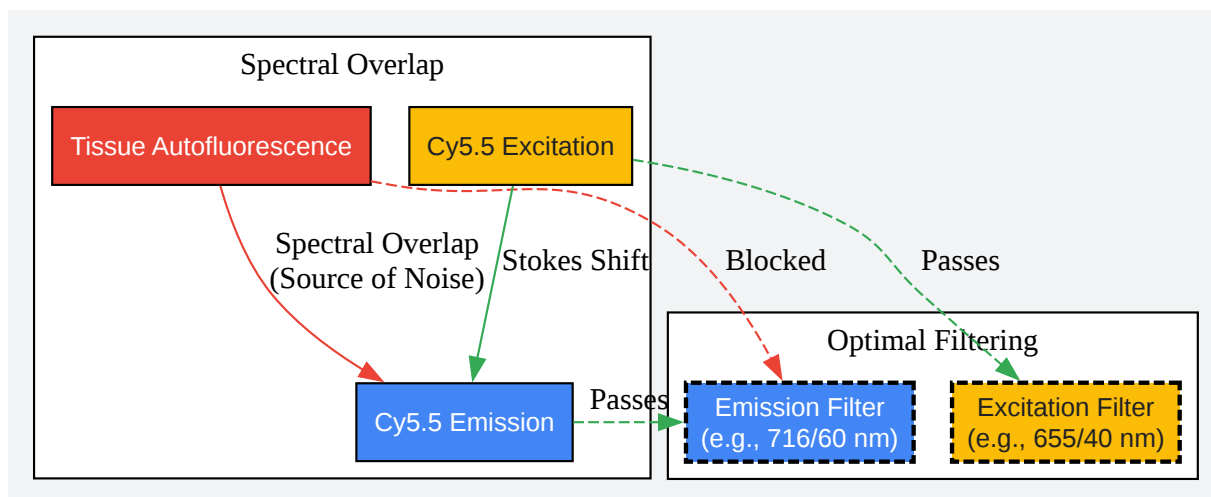 Spectral Overlap
Tissue Autofluorescence
Cy5.5 Excitation
Spectral Overlap
(Source of Noise)
Stokes Shift
Blocked
Passes
Optimal Filtering
Cy5.5 Emission
Passes
Emission Filter
(e.g., 716/60 nm)
Excitation Filter
(e.g., 655/40 nm)